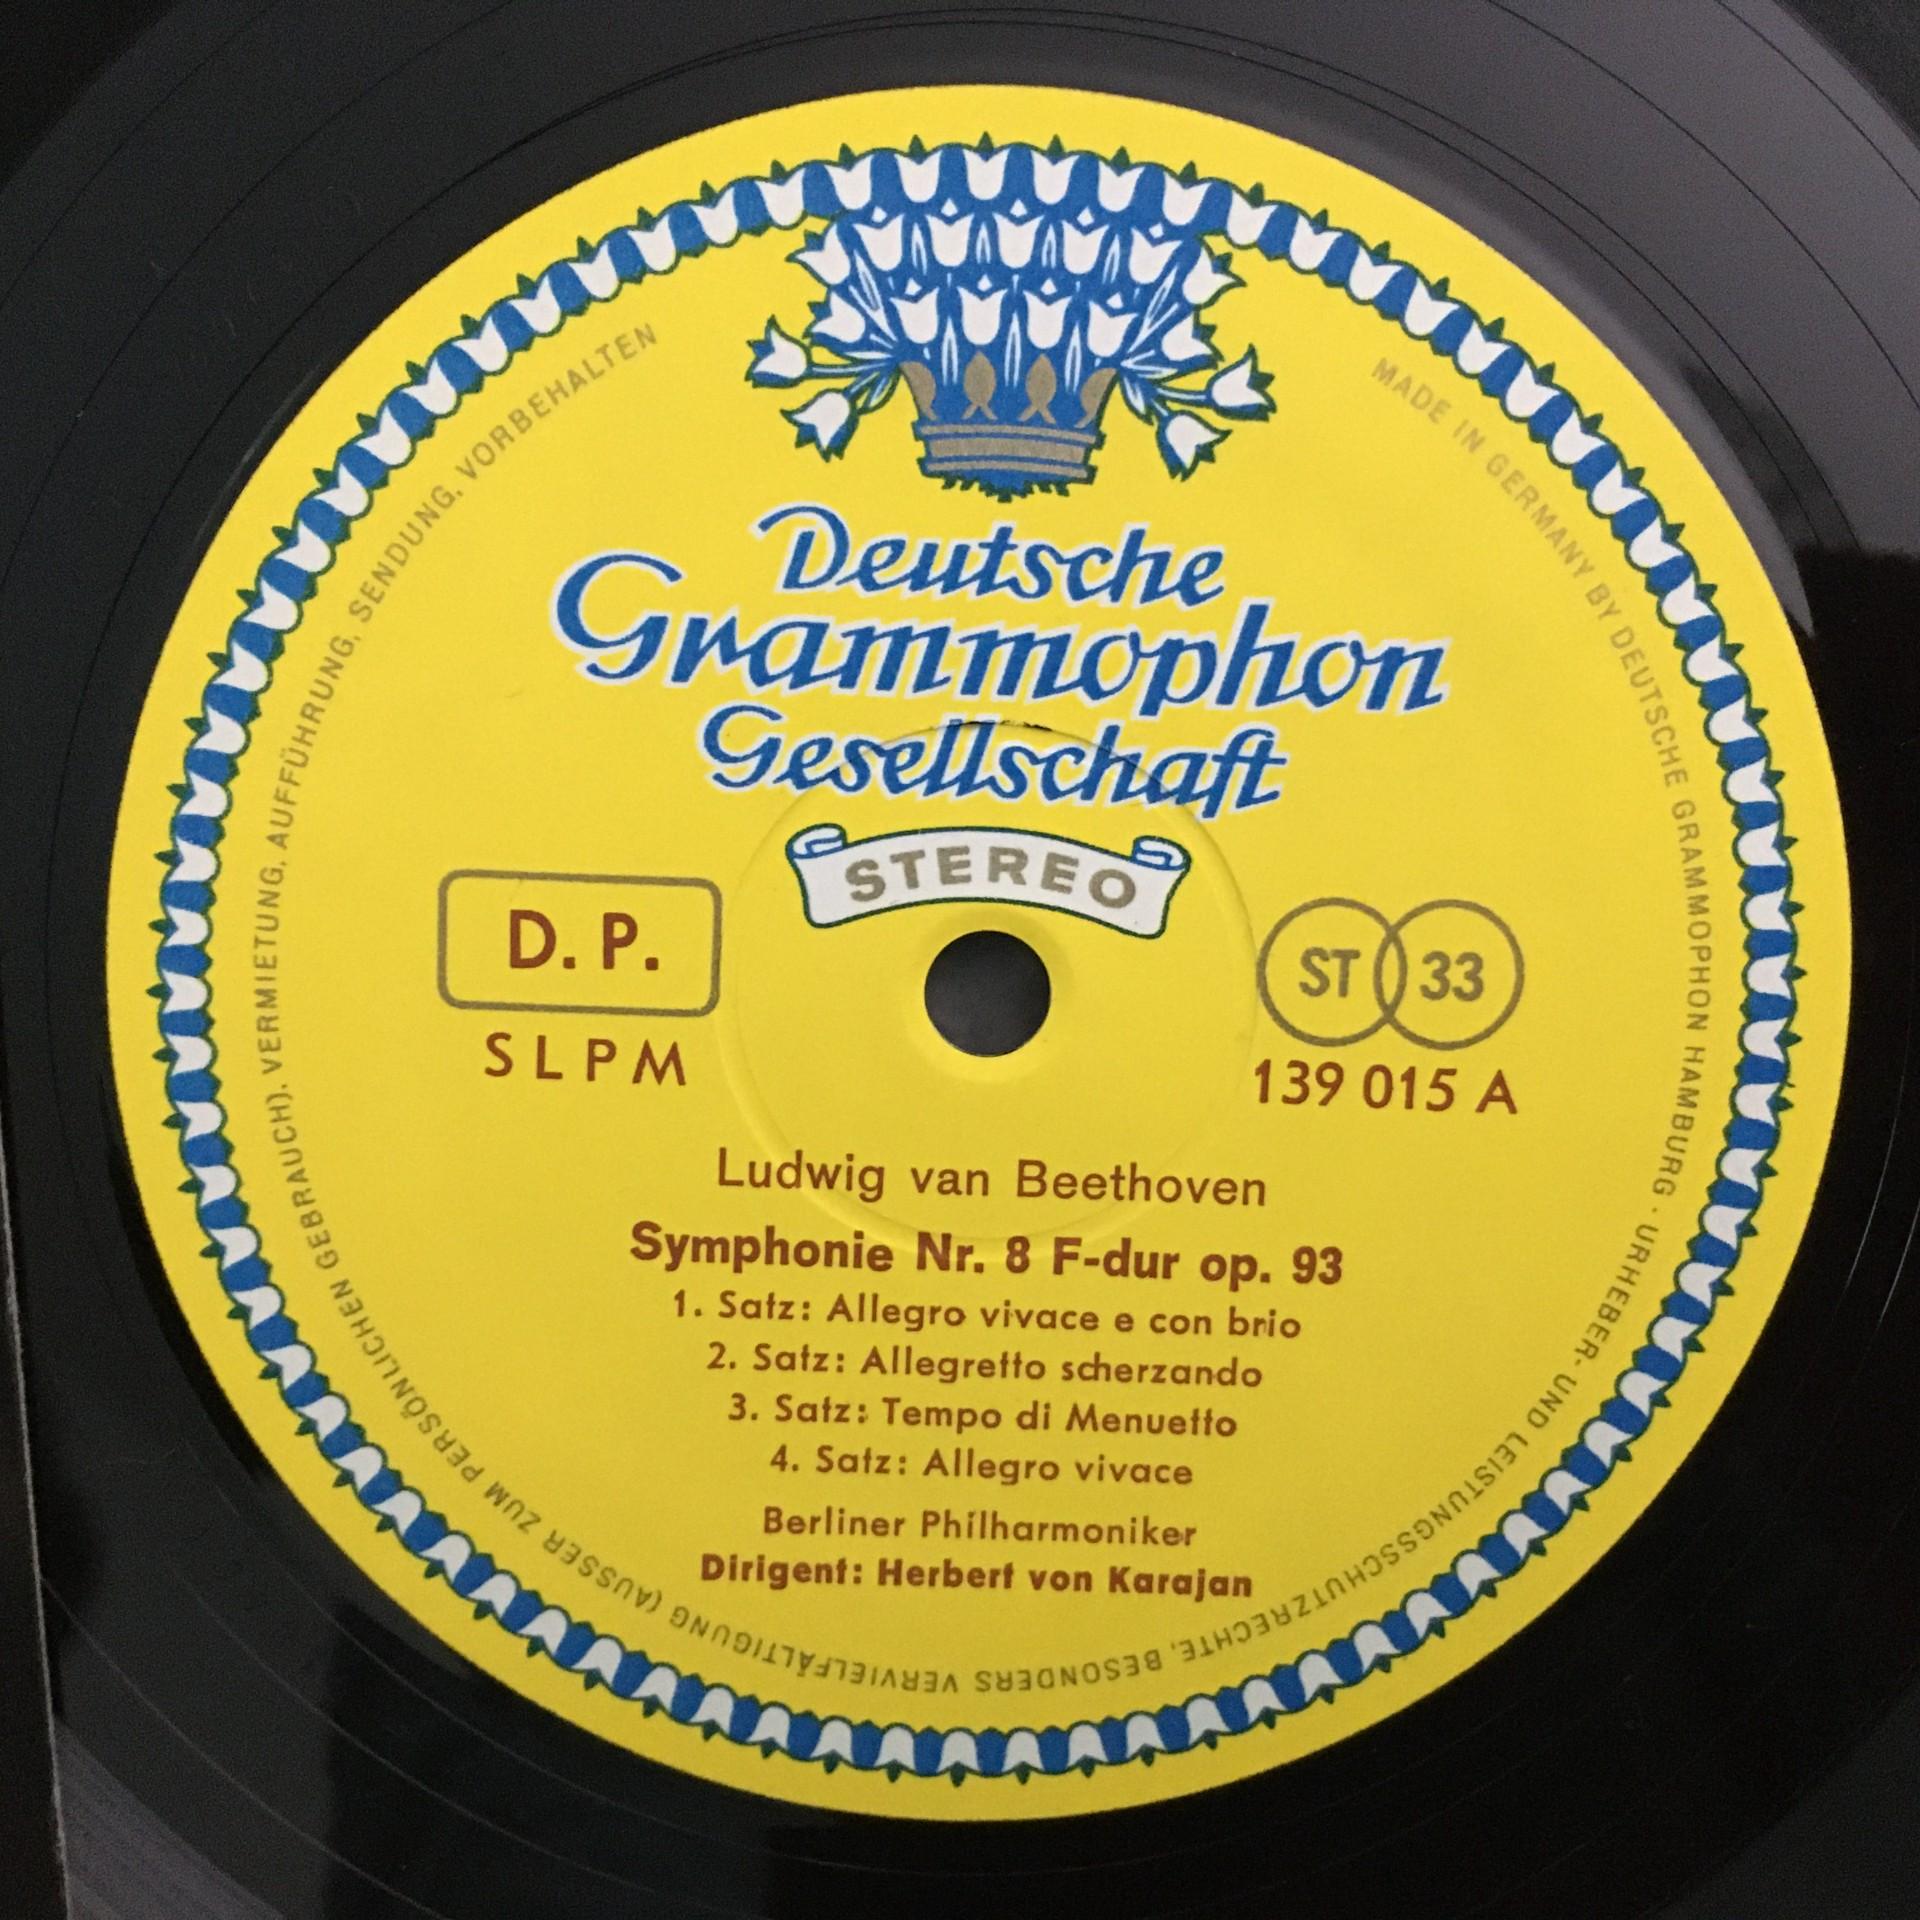 Deutsche
Grammophon
Gesellschaft
STEREO
D. P.
SLPM
ST 33
139 015 A
Ludwig van Beethoven
Symphonie Nr. 8 F-dur op. 93
1. Satz: Allegro vivace e con brio
2. Satz: Allegretto scherzando
3. Satz: Tempo di Menuetto
4. Satz: Allegro vivace
Berliner Philharmoniker
Dirigent: Herbert von Karajan
MADE IN GERMANY BY DEUTSCHE GRAMMOPHON HAMBURG · URHEBER- UND LEISTUNGSSCHUTZRECHTE, BESONDERS VERVIELFÄLTIGUNG (AUSSER ZUM PERSÖNLICHEN GEBRAUCH), VERMIETUNG, AUFFÜHRUNG, SENDUNG, VORBEHALTEN